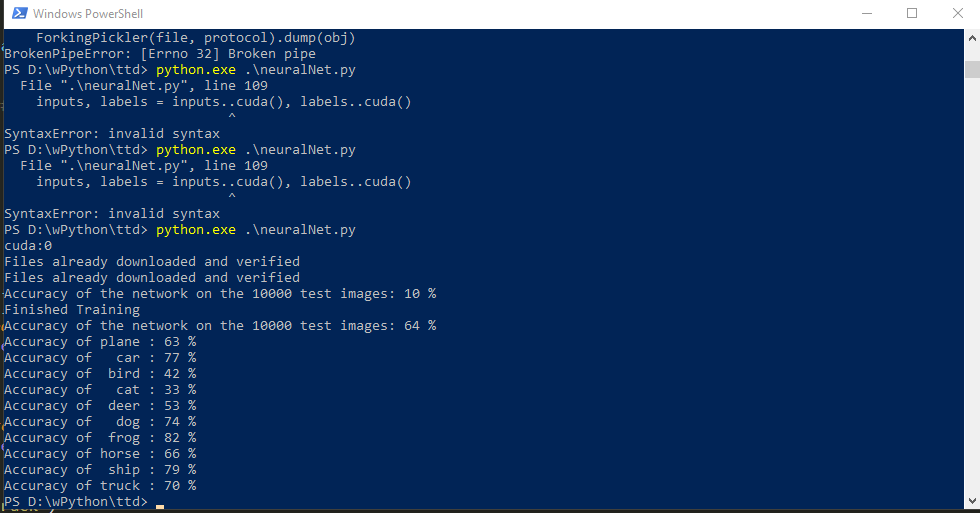 Windows PowerShell
    ForkingPickler(file, protocol).dump(obj)
BrokenPipeError: [Errno 32] Broken pipe
PS D:\wPython\ttd> python.exe .\neuralNet.py
  File ".\neuralNet.py", line 109
    inputs, labels = inputs..cuda(), labels..cuda()
                            ^
SyntaxError: invalid syntax
PS D:\wPython\ttd> python.exe .\neuralNet.py
  File ".\neuralNet.py", line 109
    inputs, labels = inputs..cuda(), labels..cuda()
                            ^
SyntaxError: invalid syntax
PS D:\wPython\ttd> python.exe .\neuralNet.py
cuda:0
Files already downloaded and verified
Files already downloaded and verified
Accuracy of the network on the 10000 test images: 10 %
Finished Training
Accuracy of the network on the 10000 test images: 64 %
Accuracy of plane : 63 %
Accuracy of   car : 77 %
Accuracy of  bird : 42 %
Accuracy of   cat : 33 %
Accuracy of  deer : 53 %
Accuracy of   dog : 74 %
Accuracy of  frog : 82 %
Accuracy of horse : 66 %
Accuracy of  ship : 79 %
Accuracy of truck : 70 %
PS D:\wPython\ttd>